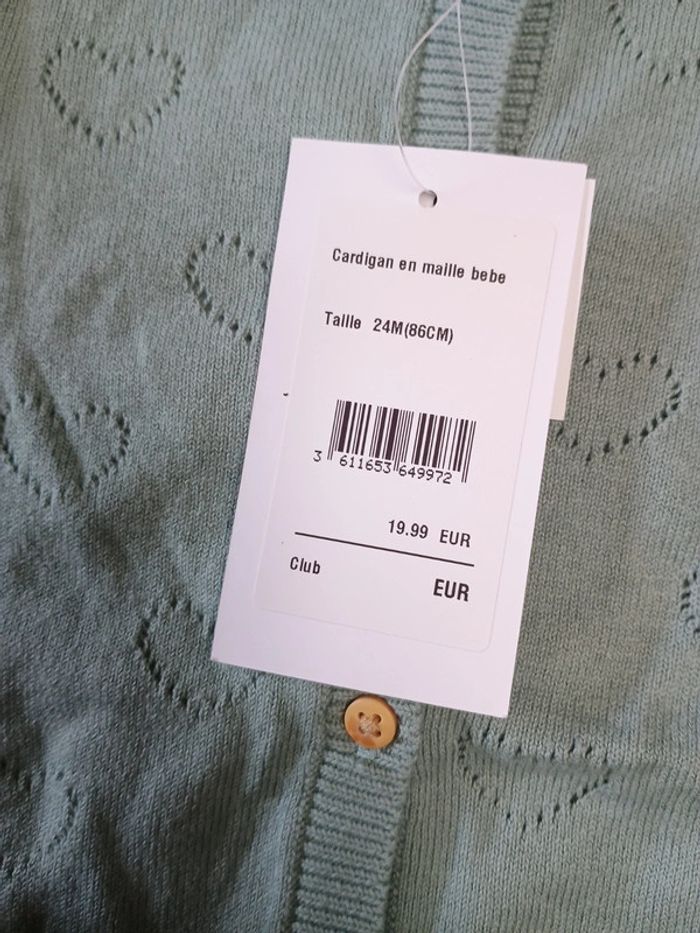 Cardigan en maille bebe
Taille 24M(86CM)
3 611653 649972
19.99 EUR
Club
EUR